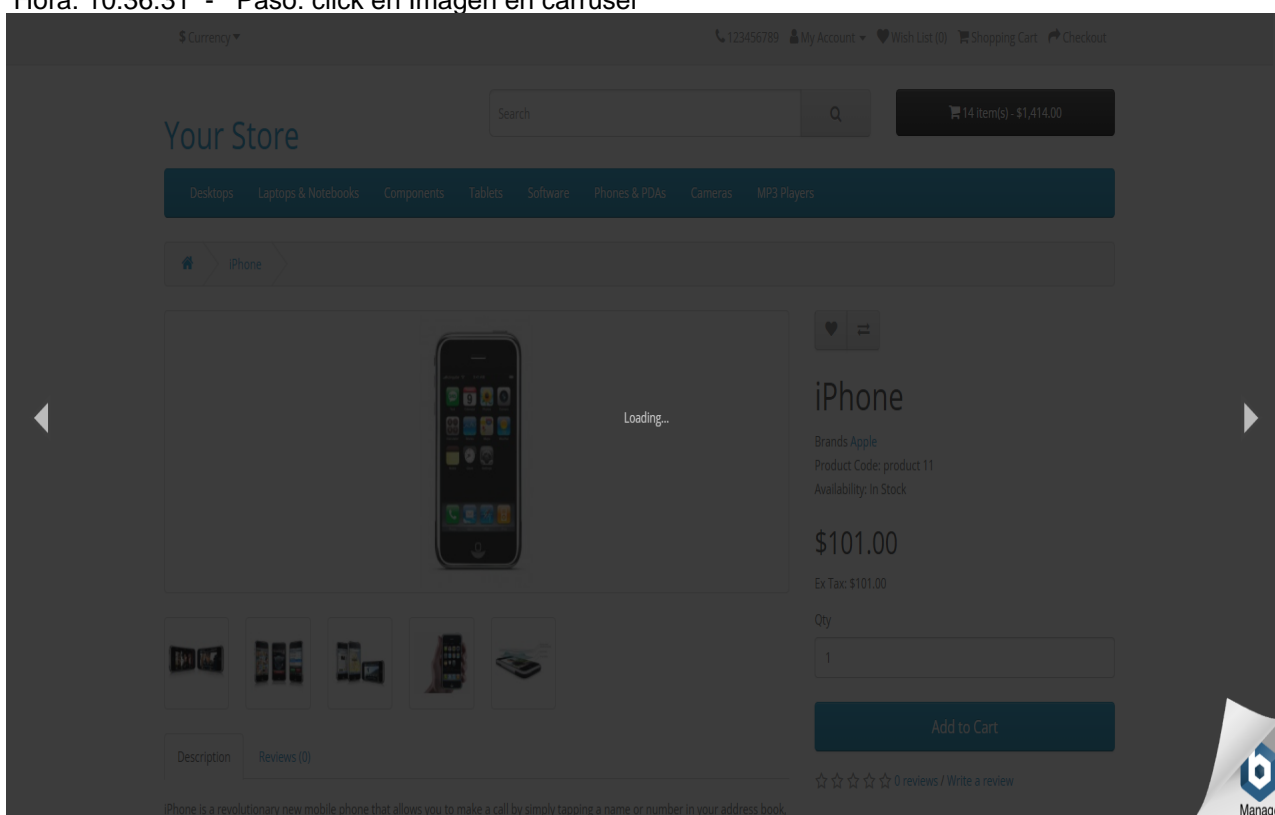 Hora: 10:36:31 - Paso: click en Imagen en carrusel
$ Currency
123456789 My Account Wish List (0) Shopping Cart Checkout
Your Store
Search
14 item(s) - $1,414.00
Desktops Laptops & Notebooks Components Tablets Software Phones & PDAs Cameras MP3 Players
iPhone
Loading...
iPhone
Brands Apple
Product Code: product 11
Availability: In Stock
$101.00
Ex Tax: $101.00
Qty
1
Add to Cart
0 reviews / Write a review
Description Reviews (0)
iPhone is a revolutionary new mobile phone that allows you to make a call by simply tapping a name or number in your address book,
Manage